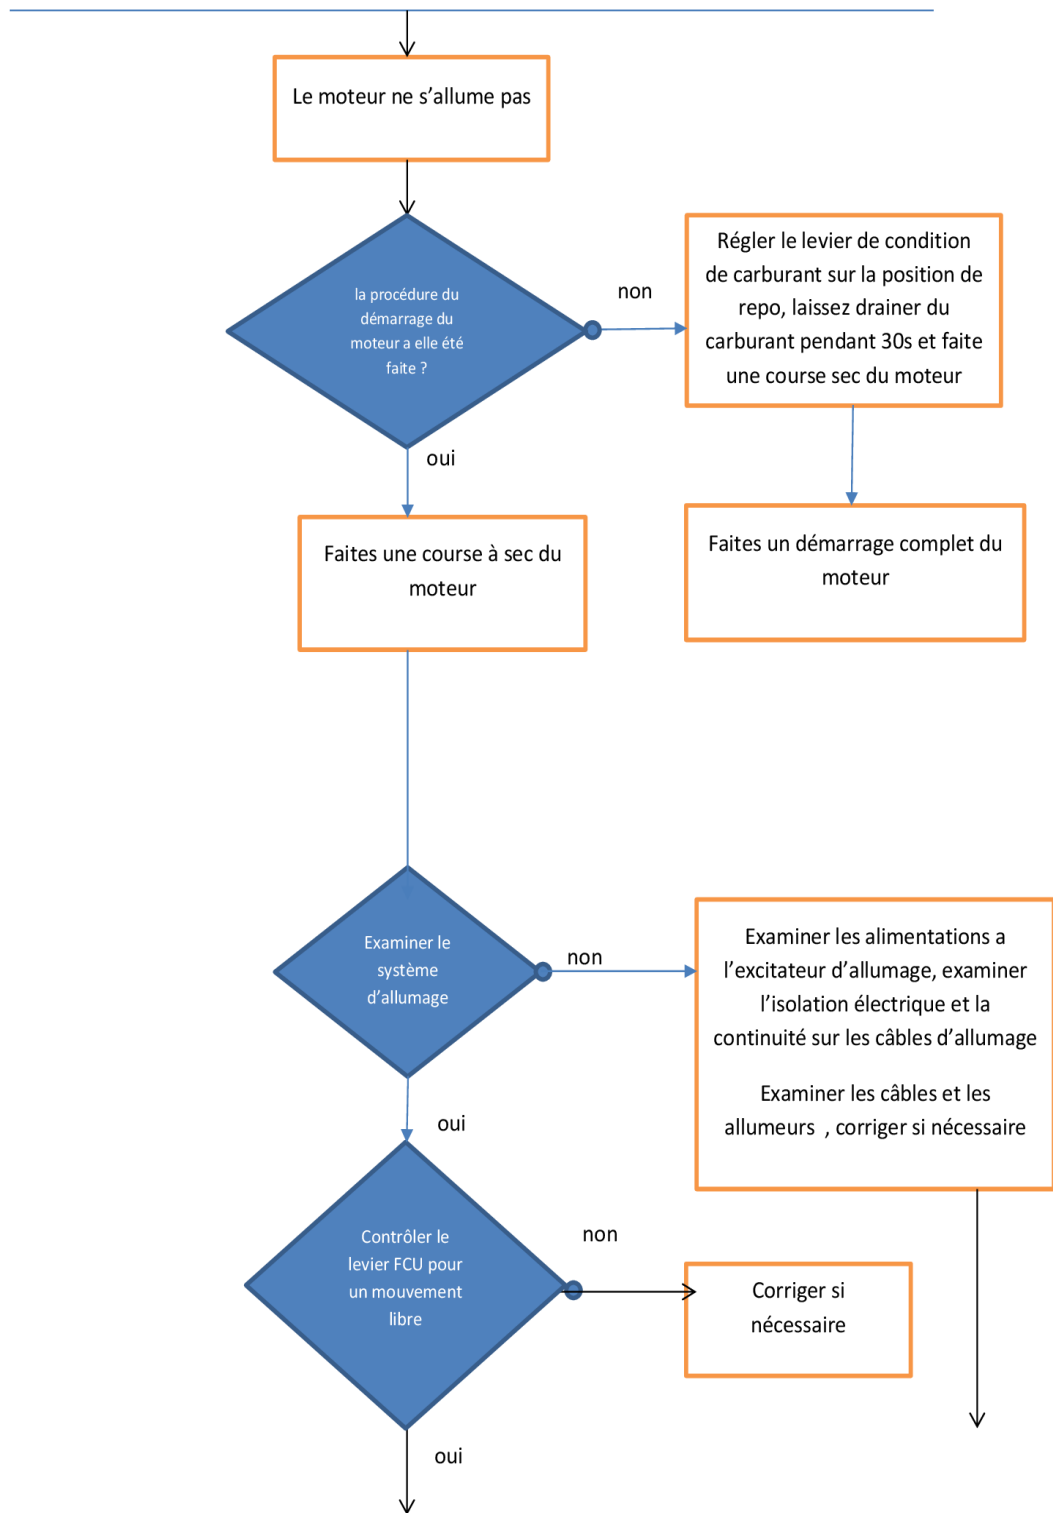 Le moteur ne s’allume pas
la procédure du
démarrage du
moteur a elle été
faite ?
non
Régler le levier de condition
de carburant sur la position de
repo, laissez drainer du
carburant pendant 30s et faite
une course sec du moteur
oui
Faites une course à sec du
moteur
Faites un démarrage complet du
moteur
Examiner le
système
d’allumage
non
Examiner les alimentations a
l’excitateur d’allumage, examiner
l’isolation électrique et la
continuité sur les câbles d’allumage
Examiner les câbles et les
allumeurs , corriger si nécessaire
oui
Contrôler le
levier FCU pour
un mouvement
libre
non
Corriger si
nécessaire
oui